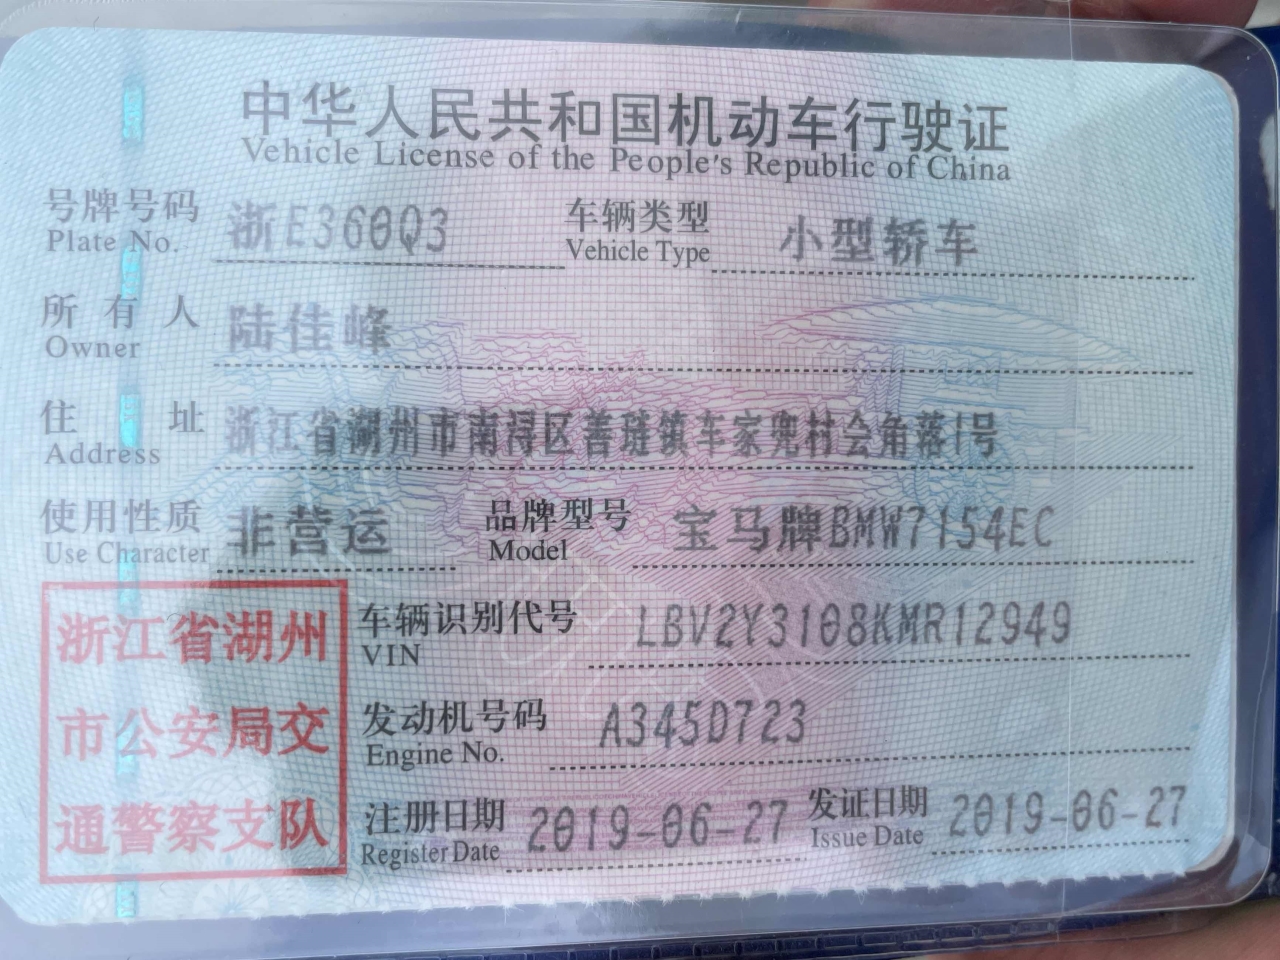 中华人民共和国机动车行驶证
Vehicle License of the People's Republic of China
号牌号码 浙E360Q3 车辆类型 小型轿车
Plate No. Vehicle Type
所有人 陆佳峰
Owner
住址 浙江省湖州市南浔区善琏镇车家兜村会角落1号
Address
使用性质 非营运 品牌型号 宝马牌BMW7154EC
Use Character Model
浙江省湖州
市公安局交
通警察支队
车辆识别代号 LBV2Y3108KMR12949
VIN
发动机号码 A345D723
Engine No.
注册日期 2019-06-27 发证日期 2019-06-27
Register Date Issue Date